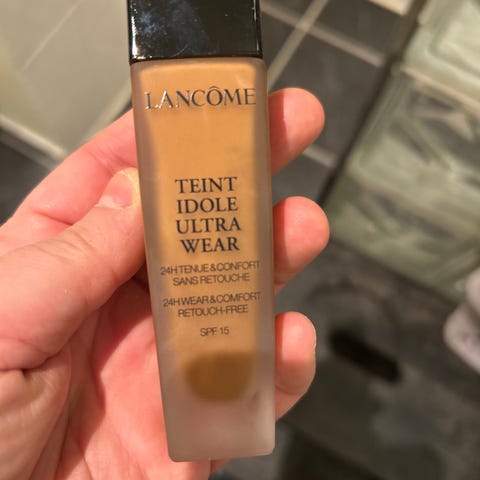 LANCÔME
TEINT
IDOLE
ULTRA
WEAR
24H TENUE & CONFORT
SANS RETOUCHE
24H WEAR & COMFORT
RETOUCH-FREE
SPF 15